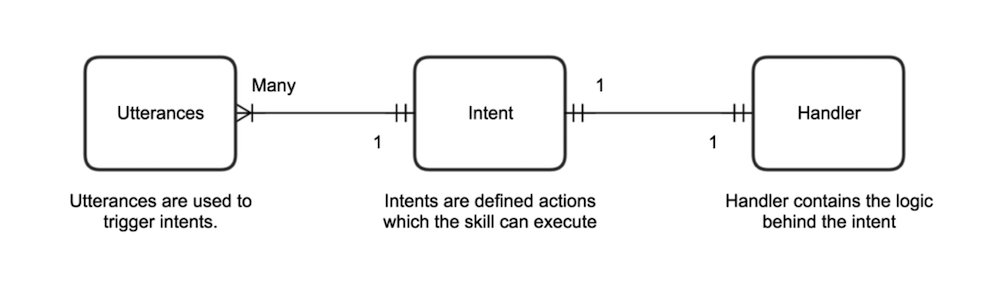 Many
1
Utterances
Intent
Handler
1
1
Utterances are used to
trigger intents.
Intents are defined actions
which the skill can execute
Handler contains the logic
behind the intent